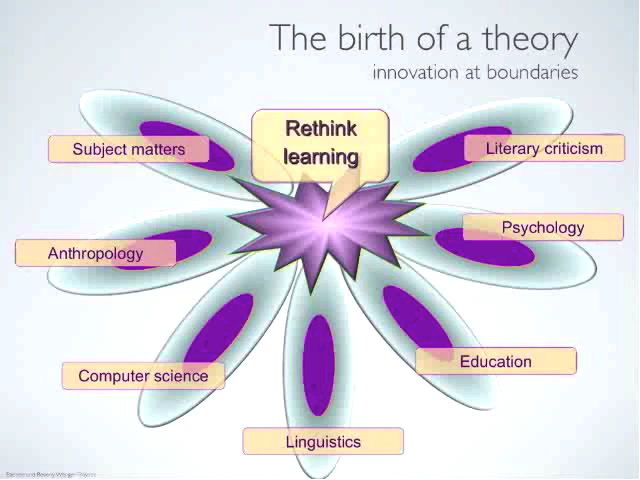 The birth of a theory
innovation at boundaries
Rethink
learning
Subject matters
Literary criticism
Psychology
Anthropology
Education
Computer science
Linguistics